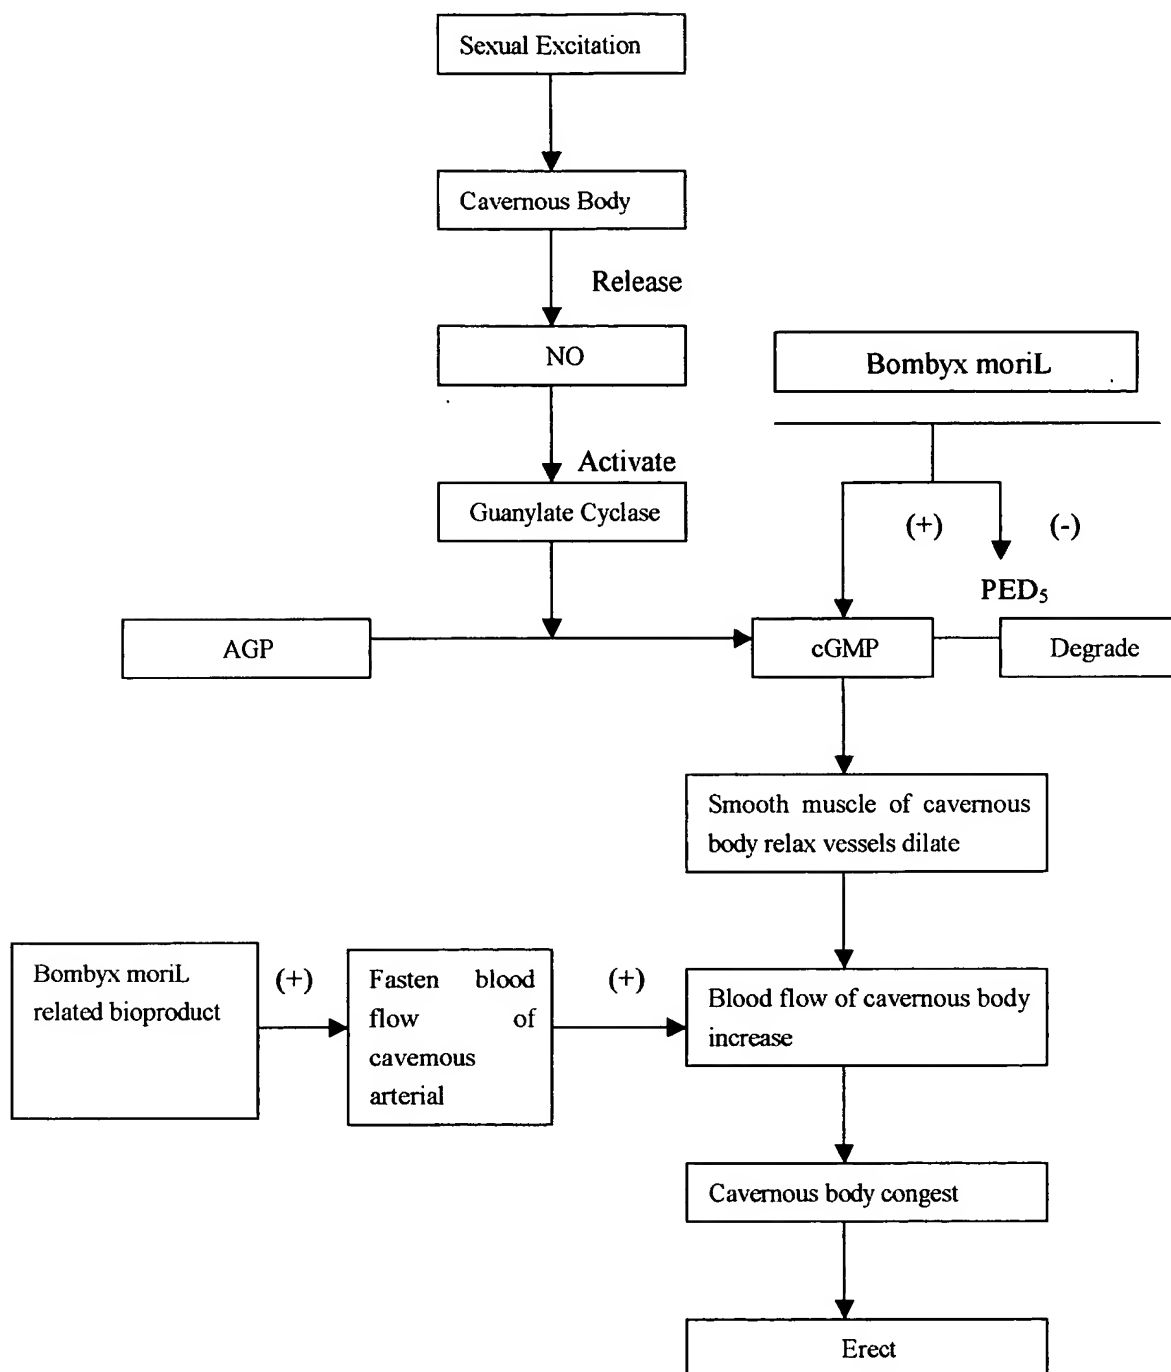 Sexual Excitation
Cavernous Body
Release
NO
Bombyx moriL
Activate
Guanylate Cyclase
(+)
(-)
PED₅
AGP
cGMP
Degrade
Smooth muscle of cavernous
body relax vessels dilate
Bombyx moriL
related bioproduct
(+)
Fasten blood
flow of
cavernous
arterial
(+)
Blood flow of cavernous body
increase
Cavernous body congest
Erect